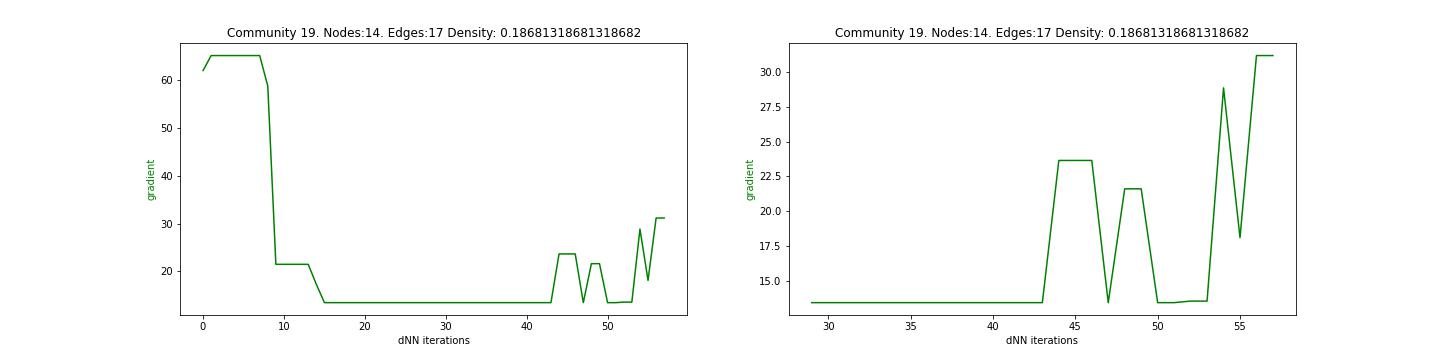 Community 19. Nodes:14. Edges:17 Density: 0.18681318681318682
60
50
40
30
20
gradient
0 10 20 30 40 50
dNN iterations
Community 19. Nodes:14. Edges:17 Density: 0.18681318681318682
30.0
27.5
25.0
22.5
20.0
17.5
15.0
gradient
30 35 40 45 50 55
dNN iterations